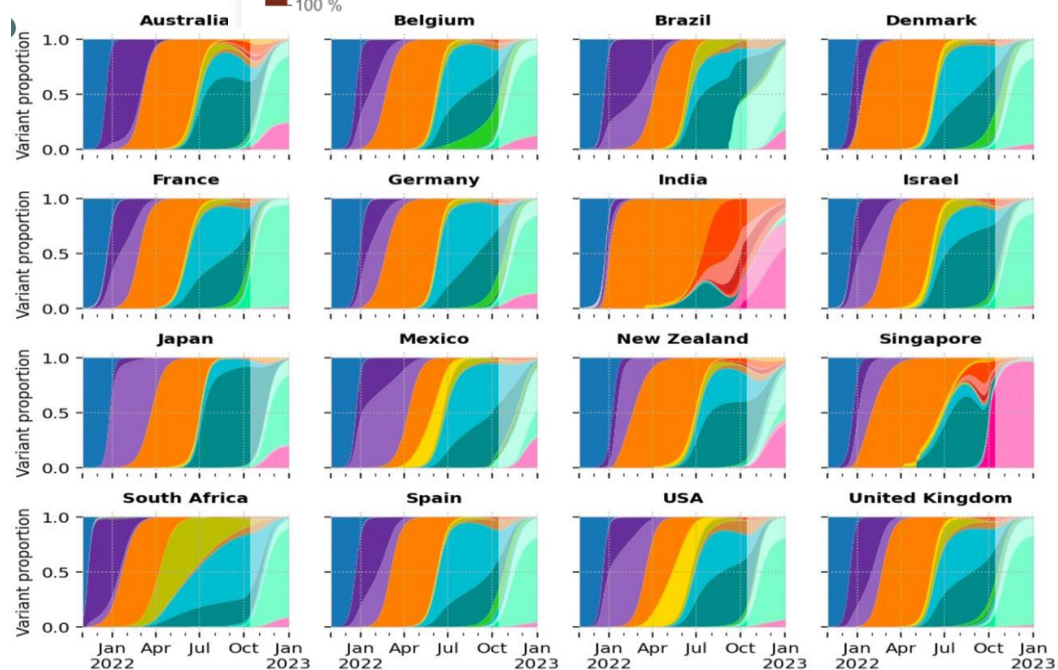 100 %
Australia Belgium Brazil Denmark
Variant proportion
1.0
0.5
0.0
France Germany India Israel
Variant proportion
1.0
0.5
0.0
Japan Mexico New Zealand Singapore
Variant proportion
1.0
0.5
0.0
South Africa Spain USA United Kingdom
Variant proportion
1.0
0.5
0.0
Jan Apr Jul Oct Jan Jan Apr Jul Oct Jan Jan Apr Jul Oct Jan Jan Apr Jul Oct Jan
2022 2023 2022 2023 2022 2023 2022 2023